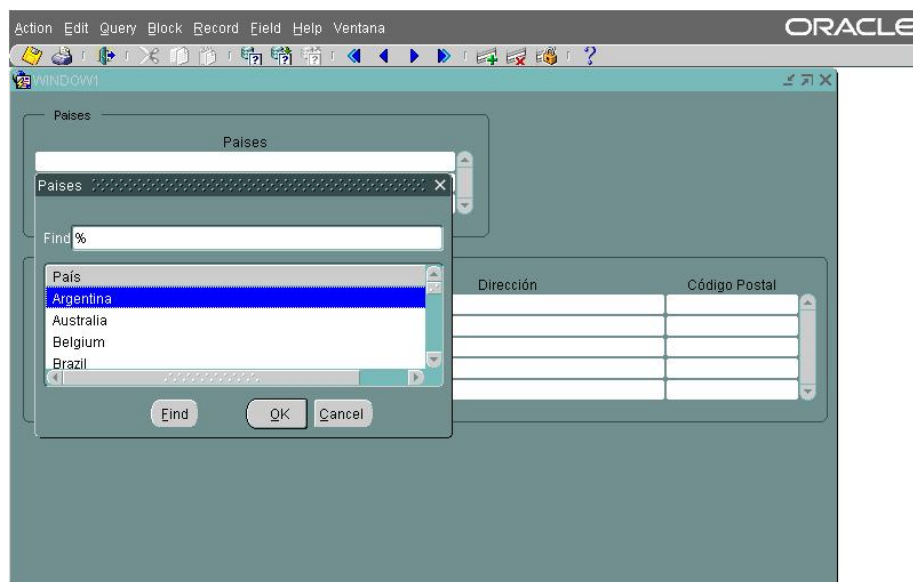 Action Edit Query Block Record Field Help Ventana
ORACLE
WINDOW1
Paises
Paises
Paises
Find %
País
Argentina
Australia
Belgium
Brazil
Dirección Código Postal
Find OK Cancel